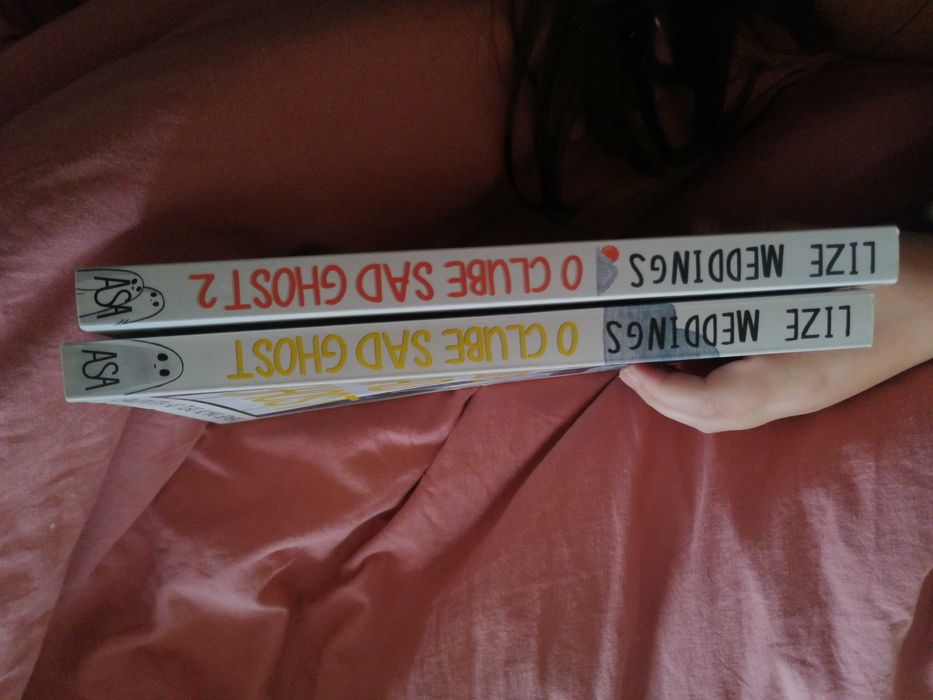 LIZE MEDDINGS O CLUBE SAD GHOST 2 ASA
LIZE MEDDINGS O CLUBE SAD GHOST ASA